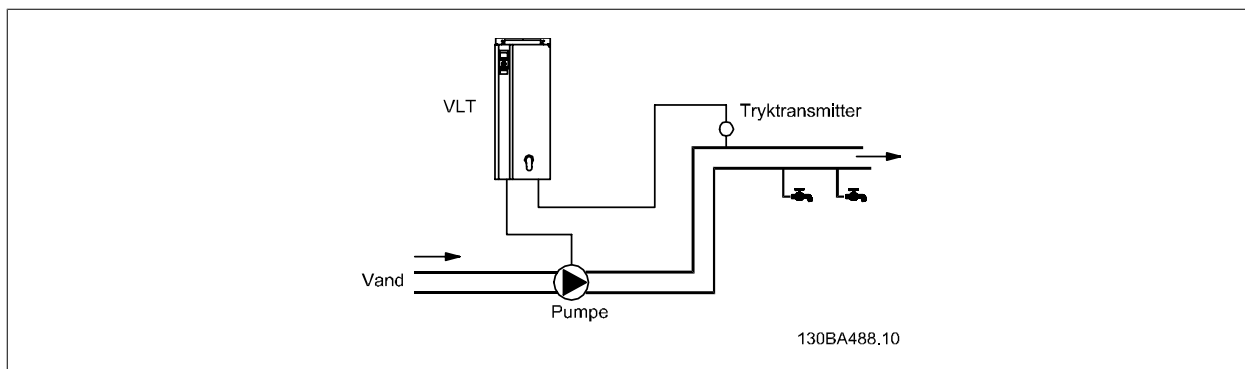 VLT
Tryktransmitter
Vand
Pumpe
130BA488.10